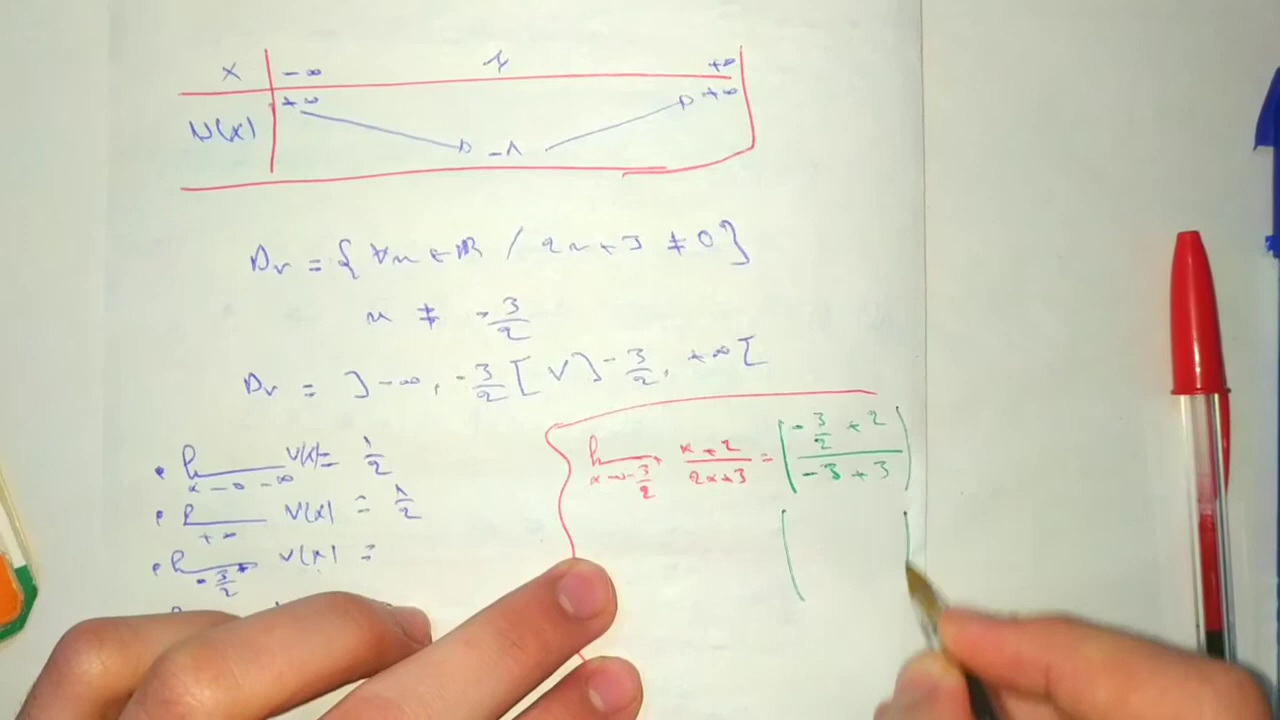 x -∞ 1 +∞
U(x) +∞ -1 +∞
Dv = { ∀x ∈ ℝ / 2x + 3 ≠ 0 }
x ≠ -3/2
Dv = ]-∞, -3/2[ ∪ ]-3/2, +∞[
• lim x→-∞ V(x) = 1/2
• lim +∞ V(x) = 1/2
• lim -3/2⁺ V(x) =
lim x→-3/2 (x+2)/(2x+3) = ( (-3/2 + 2)/(-3 + 3) )